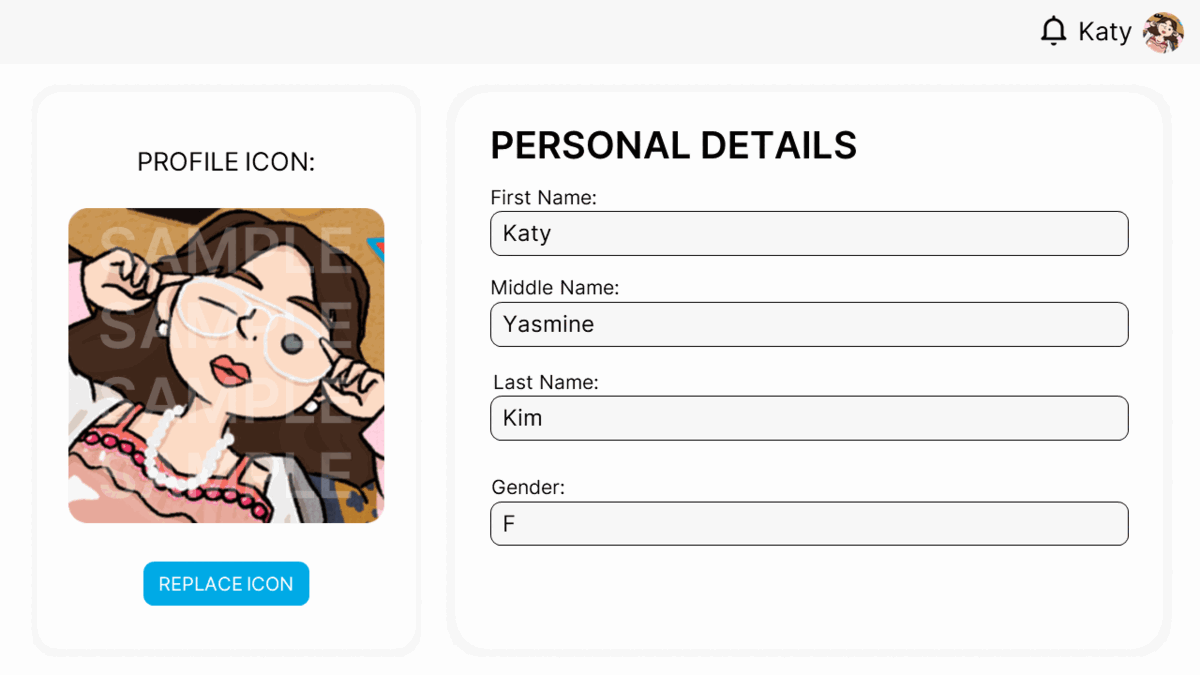 Katy
PROFILE ICON:
SAMPLE
SAMPLE
SAMPLE
SAMPLE
REPLACE ICON
PERSONAL DETAILS
First Name:
Katy
Middle Name:
Yasmine
Last Name:
Kim
Gender:
F